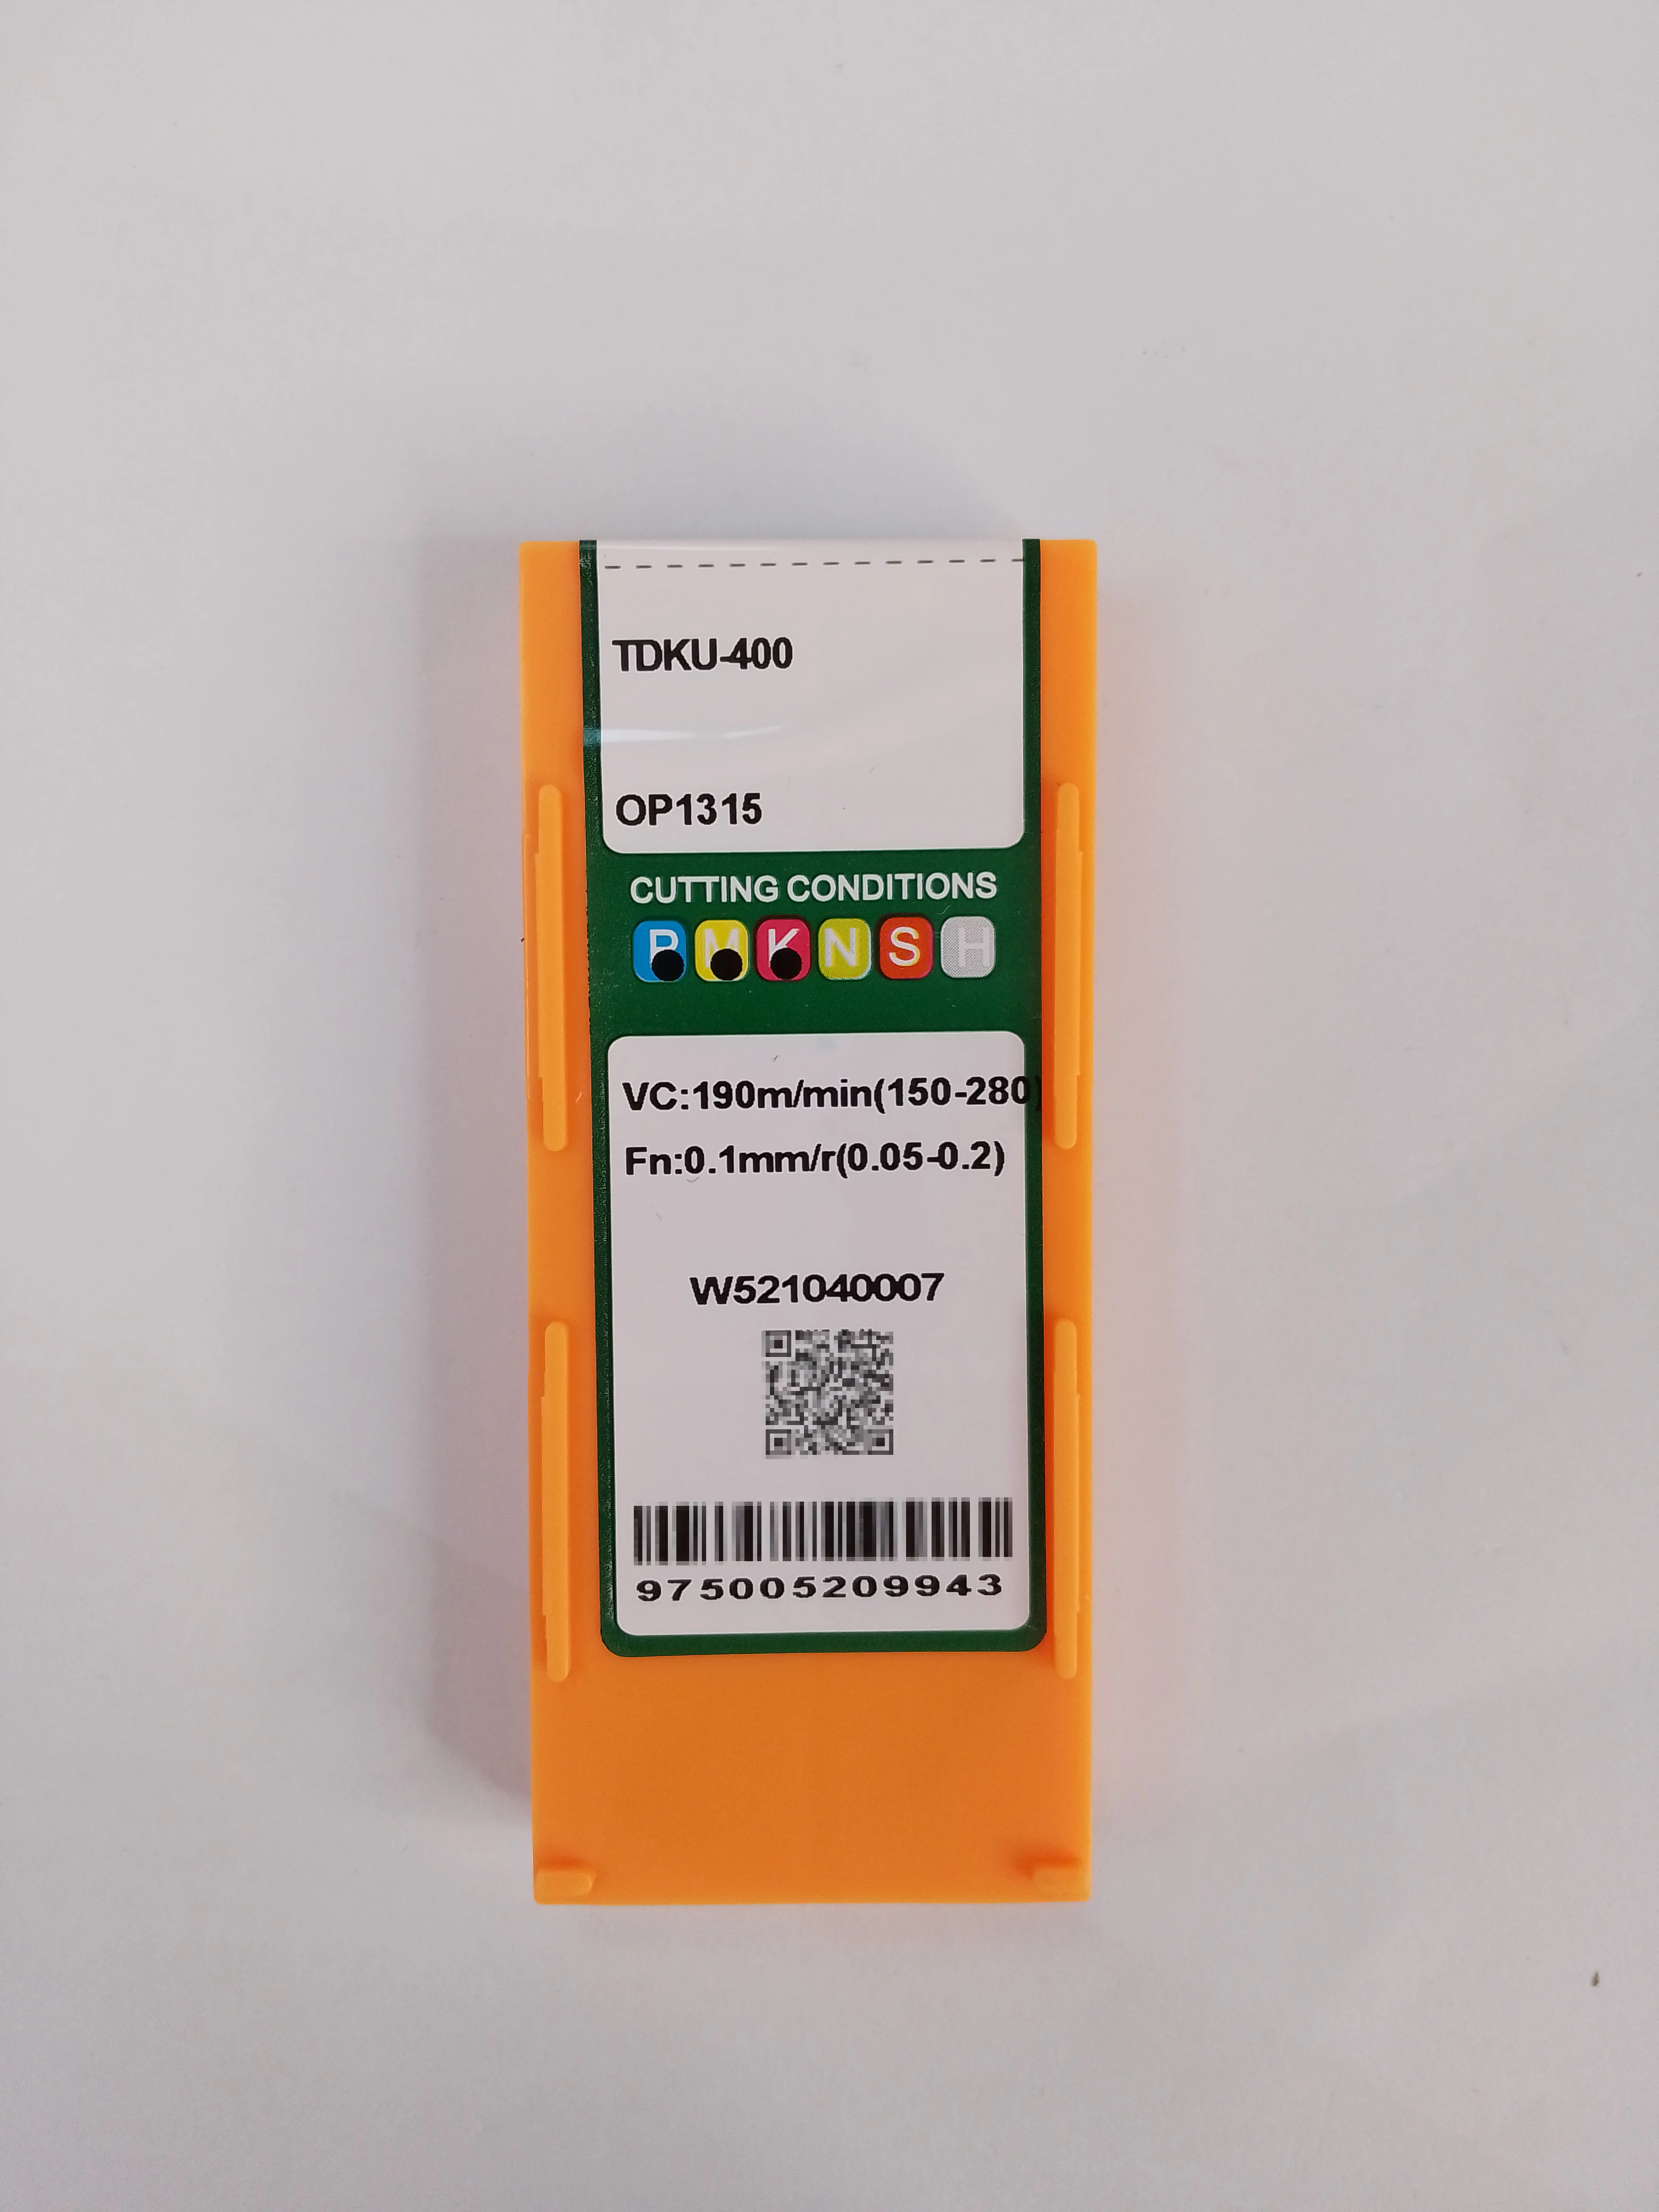 TDKU-400
OP1315
CUTTING CONDITIONS
P M K N S H
VC:190m/min(150-280)
Fn:0.1mm/r(0.05-0.2)
W521040007
975005209943